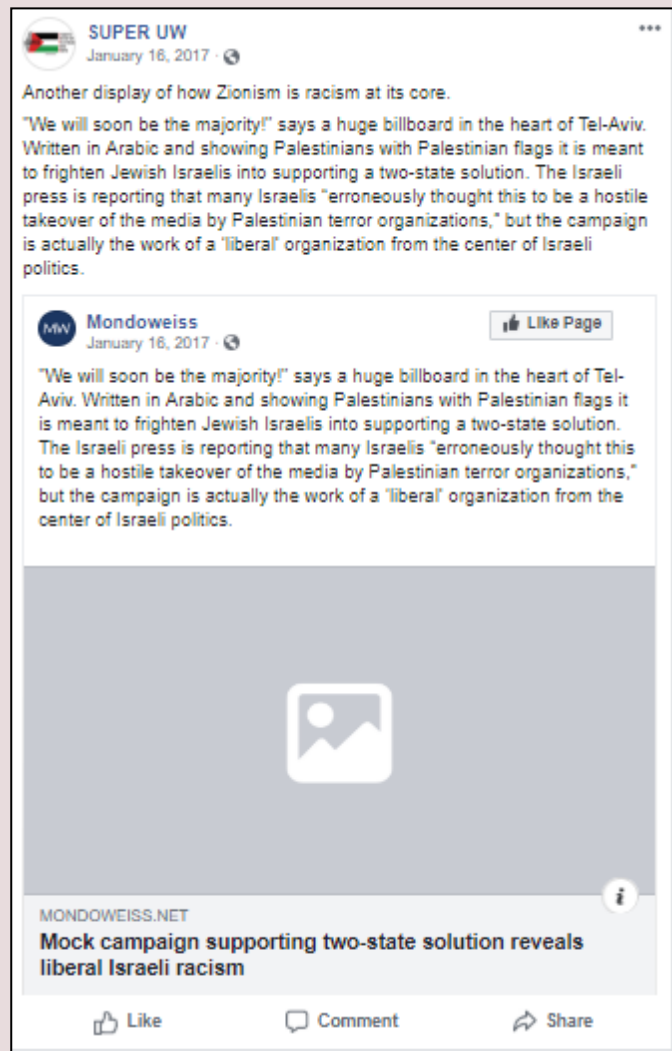 SUPER UW
January 16, 2017 ·
Another display of how Zionism is racism at its core.
"We will soon be the majority!" says a huge billboard in the heart of Tel-Aviv.
Written in Arabic and showing Palestinians with Palestinian flags it is meant
to frighten Jewish Israelis into supporting a two-state solution. The Israeli
press is reporting that many Israelis "erroneously thought this to be a hostile
takeover of the media by Palestinian terror organizations," but the campaign
is actually the work of a 'liberal' organization from the center of Israeli
politics.
MW
Mondoweiss
Like Page
January 16, 2017 ·
"We will soon be the majority!" says a huge billboard in the heart of Tel-
Aviv. Written in Arabic and showing Palestinians with Palestinian flags it
is meant to frighten Jewish Israelis into supporting a two-state solution.
The Israeli press is reporting that many Israelis "erroneously thought this
to be a hostile takeover of the media by Palestinian terror organizations,"
but the campaign is actually the work of a 'liberal' organization from the
center of Israeli politics.
i
MONDOWEISS.NET
Mock campaign supporting two-state solution reveals
liberal Israeli racism
Like Comment Share